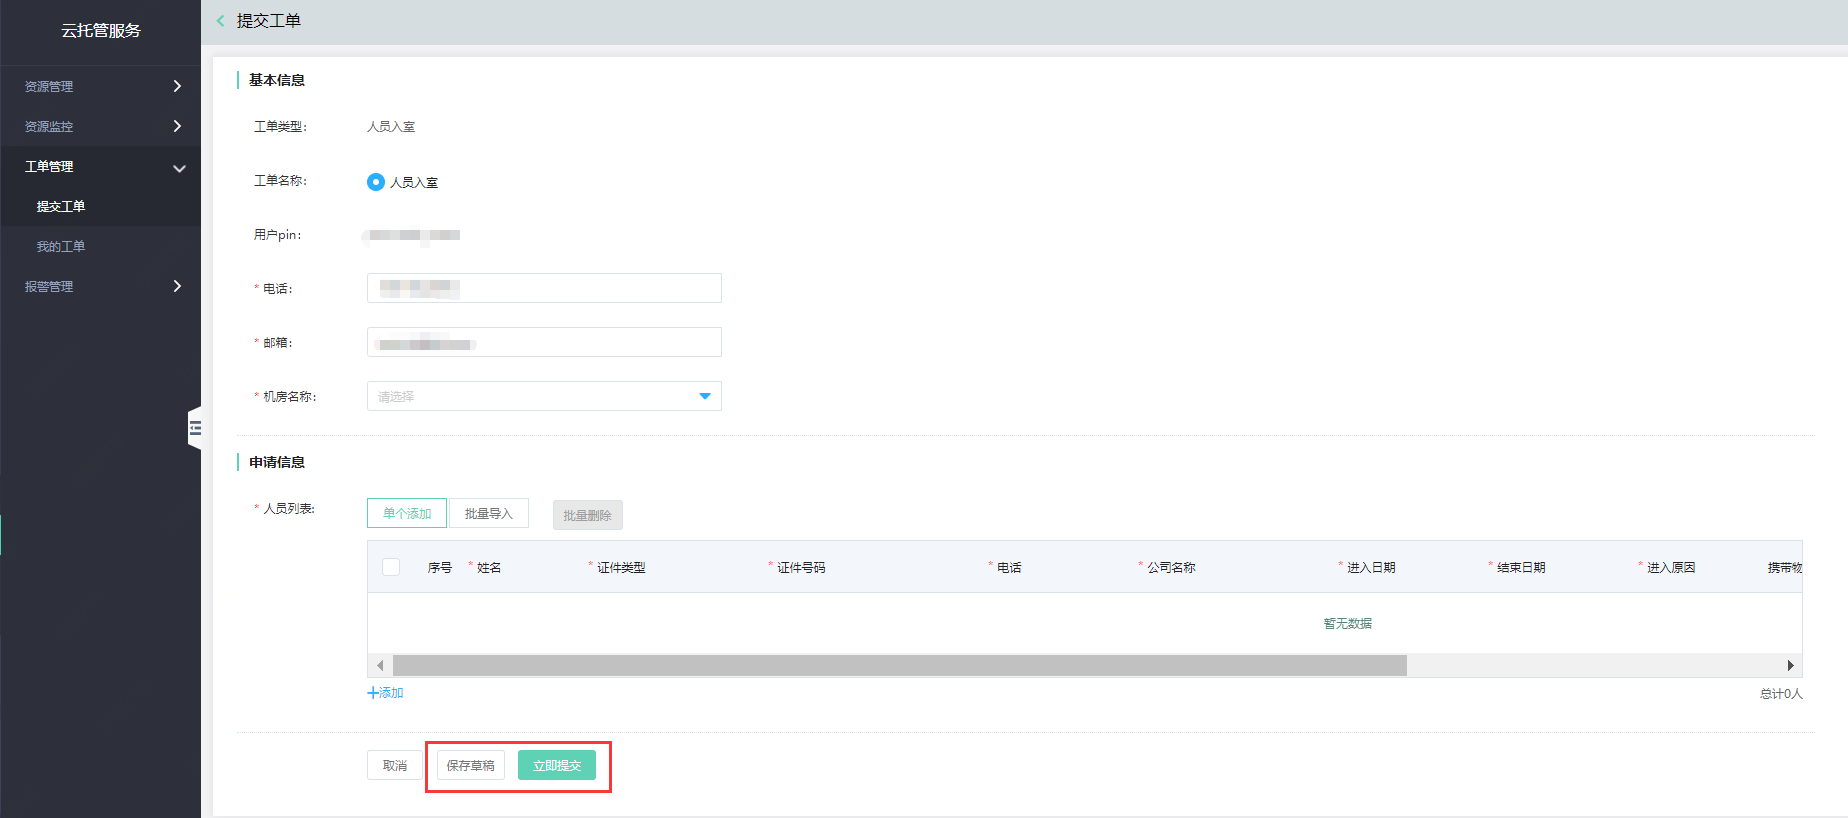 云托管服务
资源管理
资源监控
工单管理
提交工单
我的工单
报警管理
提交工单
基本信息
工单类型: 人员入室
工单名称: 人员入室
用户pin:
* 电话:
* 邮箱:
* 机房名称: 请选择
申请信息
* 人员列表: 单个添加 批量导入 批量删除
序号 * 姓名 * 证件类型 * 证件号码 * 电话 * 公司名称 * 进入日期 * 结束日期 * 进入原因 携带物
暂无数据
+添加 总计0人
取消 保存草稿 立即提交